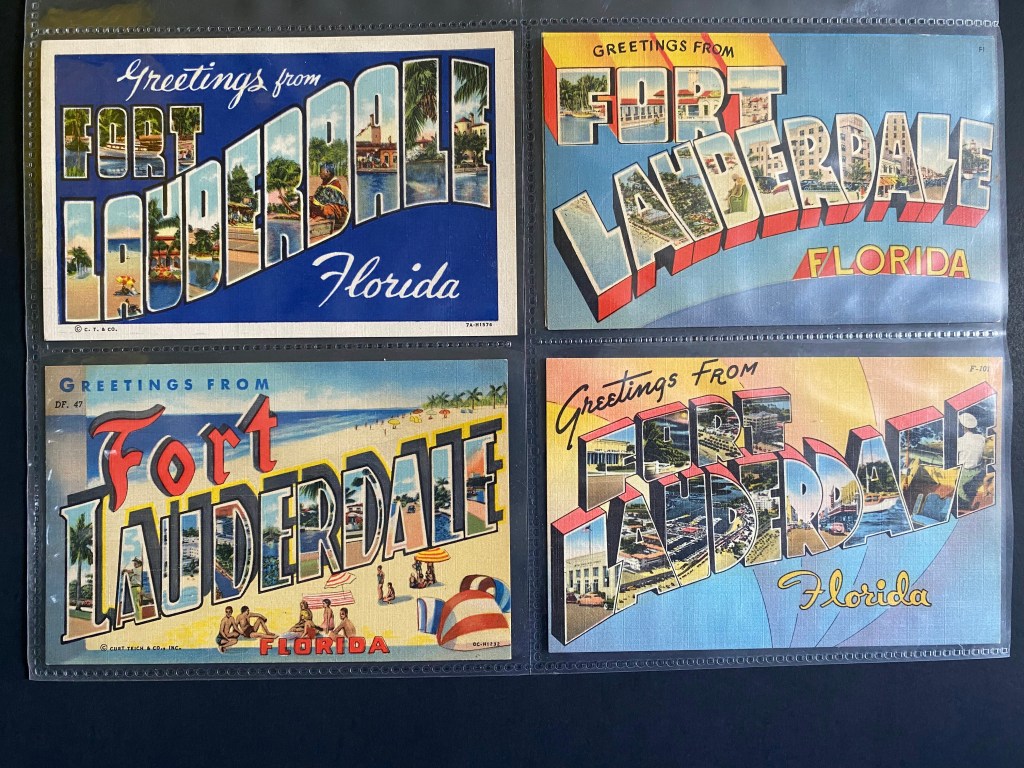 Greetings from
FORT
LAUDERDALE
Florida
© C. T. & CO.
7A-H1576
GREETINGS FROM
F1
FORT
LAUDERDALE
FLORIDA
GREETINGS FROM
DF. 47
Fort
LAUDERDALE
© CURT TEICH & CO., INC.
FLORIDA
Greetings FROM
F-101
FORT
LAUDERDALE
Florida